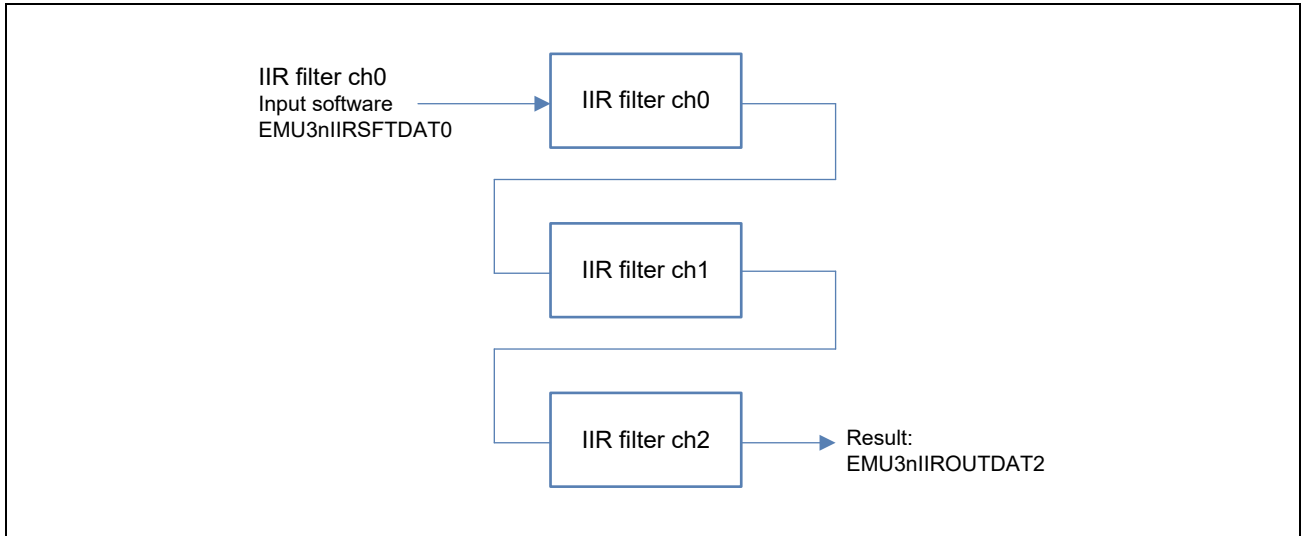 IIR filter ch0
Input software
EMU3nIIRSFTDAT0
IIR filter ch0
IIR filter ch1
IIR filter ch2
Result:
EMU3nIIROUTDAT2